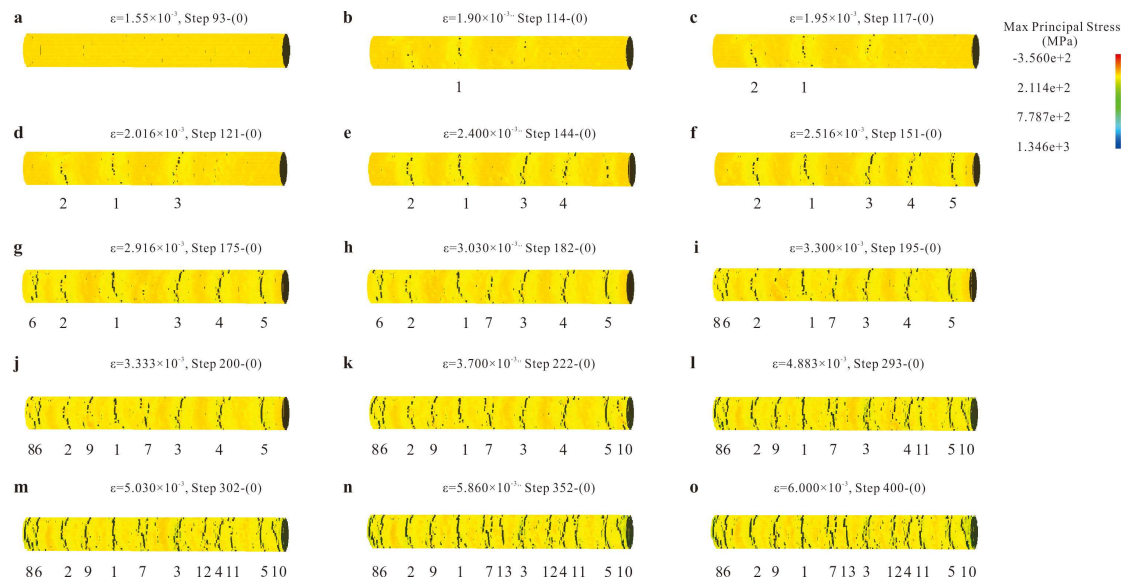 a ε=1.55×10⁻³, Step 93-(0)
b ε=1.90×10⁻³·· Step 114-(0)
c ε=1.95×10⁻³, Step 117-(0)
Max Principal Stress
(MPa)
-3.560e+2
2.114e+2
7.787e+2
1.346e+3
1
2 1
d ε=2.016×10⁻³, Step 121-(0)
e ε=2.400×10⁻³·· Step 144-(0)
f ε=2.516×10⁻³, Step 151-(0)
2 1 3
2 1 3 4
2 1 3 4 5
g ε=2.916×10⁻³, Step 175-(0)
h ε=3.030×10⁻³·· Step 182-(0)
i ε=3.300×10⁻³, Step 195-(0)
6 2 1 3 4 5
6 2 1 7 3 4 5
86 2 1 7 3 4 5
j ε=3.333×10⁻³, Step 200-(0)
k ε=3.700×10⁻³·· Step 222-(0)
l ε=4.883×10⁻³, Step 293-(0)
86 2 9 1 7 3 4 5
86 2 9 1 7 3 4 5 10
86 2 9 1 7 13 3 12 4 11 5 10
m ε=5.030×10⁻³, Step 302-(0)
n ε=5.860×10⁻³·· Step 352-(0)
o ε=6.000×10⁻³, Step 400-(0)
86 2 9 1 7 3 12 4 11 5 10
86 2 9 1 7 13 3 12 4 11 5 10
86 2 9 1 7 13 3 12 4 11 5 10